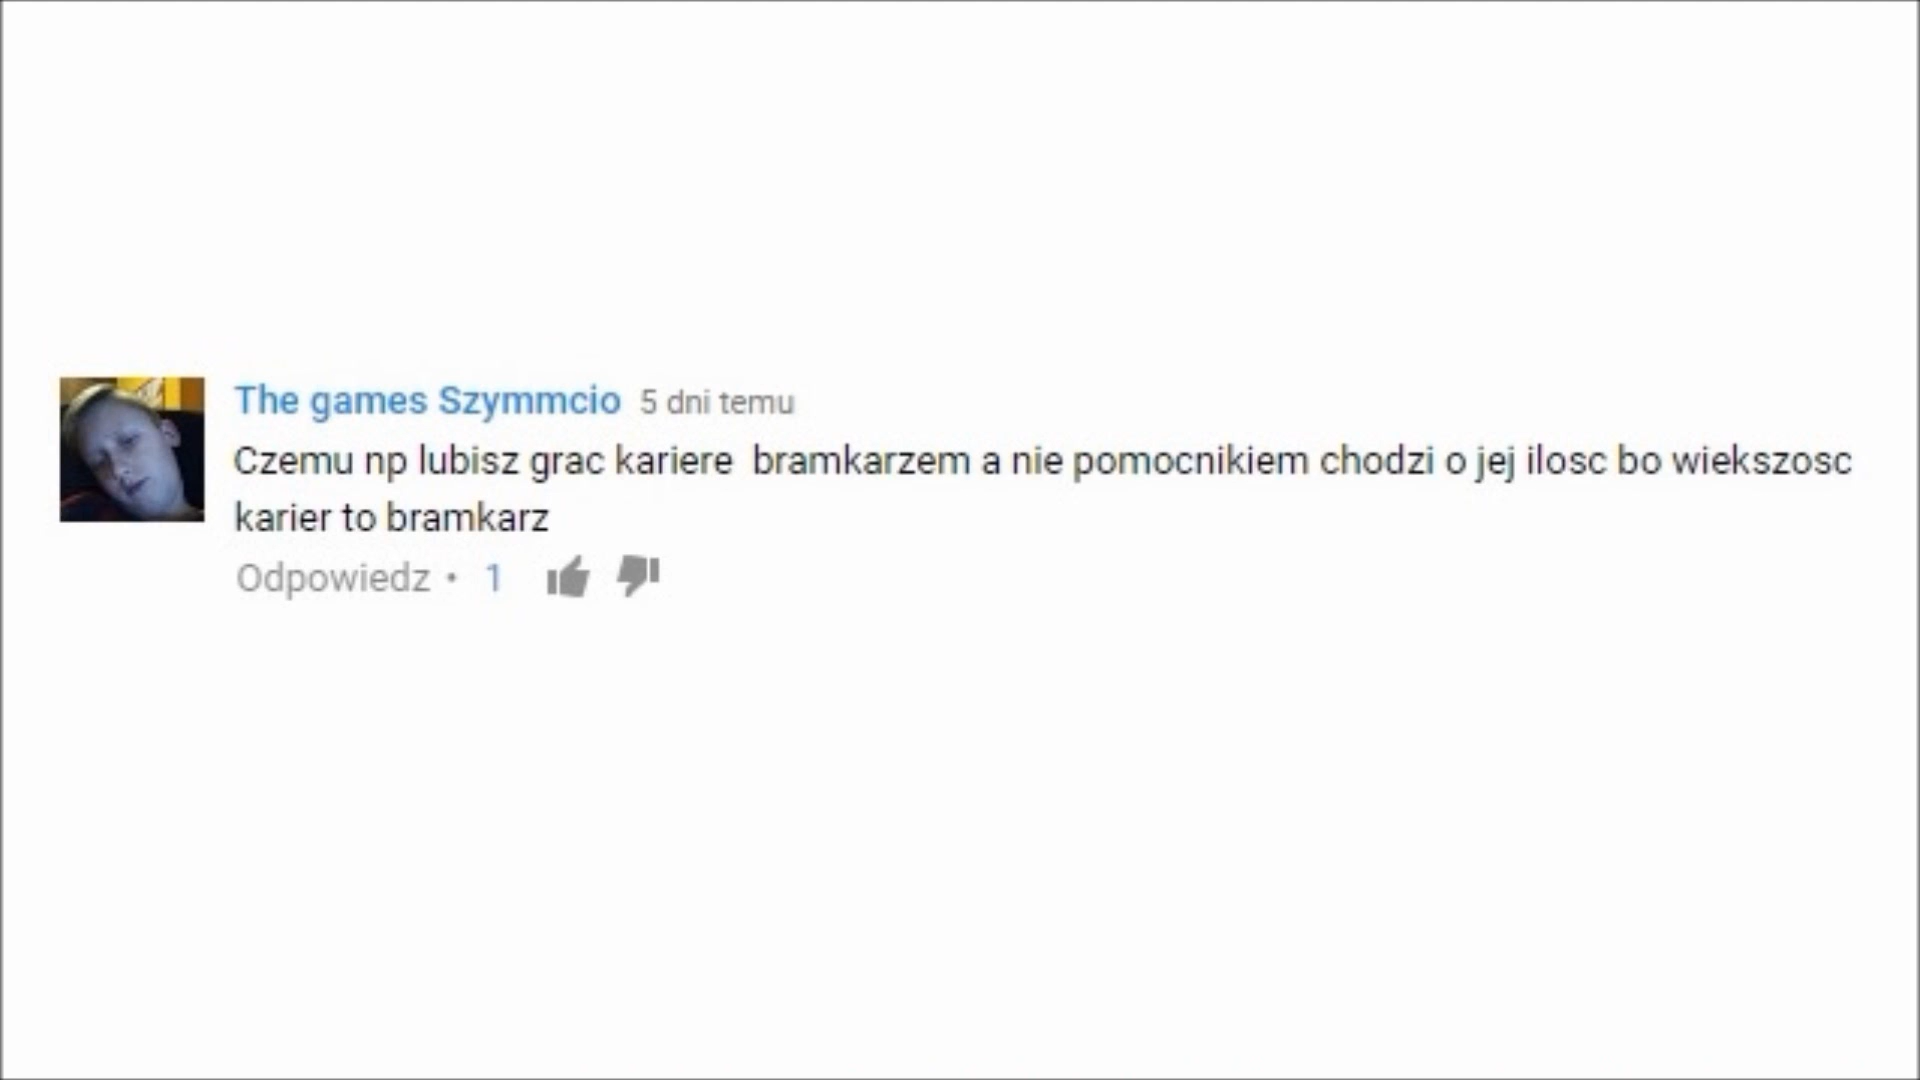 The games Szymmcio 5 dni temu
Czemu np lubisz grac kariere  bramkarzem a nie pomocnikiem chodzi o jej ilosc bo wiekszosc
karier to bramkarz
Odpowiedz • 1